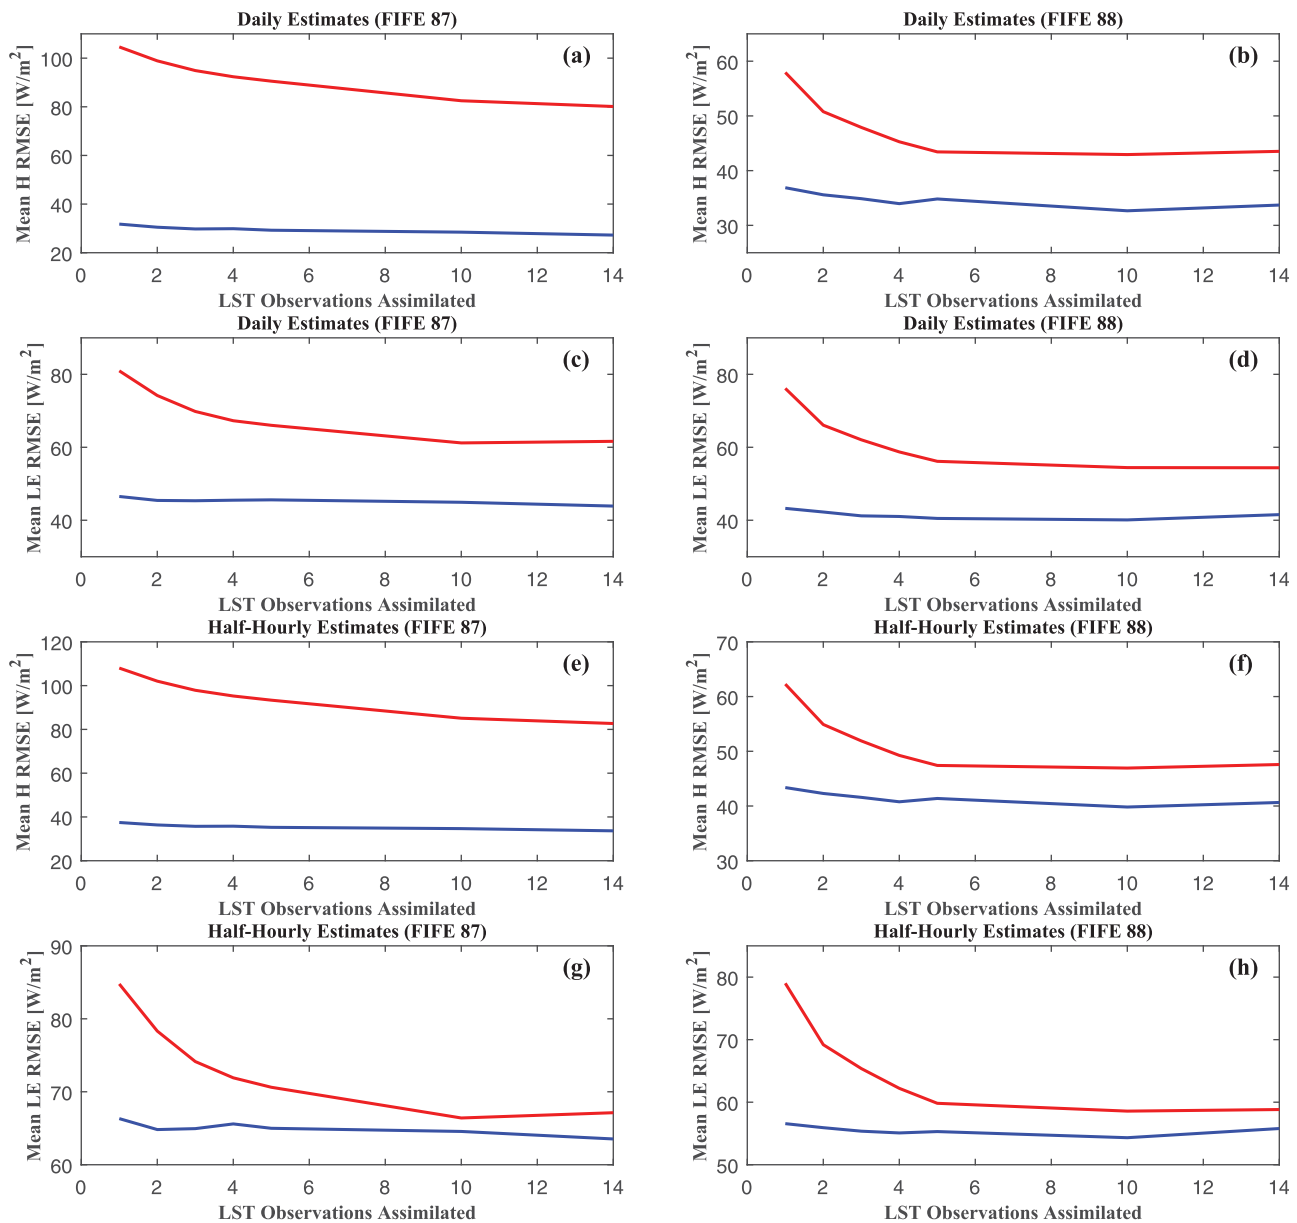 Daily Estimates (FIFE 87)
(a)
Mean H RMSE [W/m²]
100
80
60
40
20
0 2 4 6 8 10 12 14
LST Observations Assimilated
Daily Estimates (FIFE 88)
(b)
Mean H RMSE [W/m²]
60
50
40
30
0 2 4 6 8 10 12 14
LST Observations Assimilated
Daily Estimates (FIFE 87)
(c)
Mean LE RMSE [W/m²]
80
60
40
0 2 4 6 8 10 12 14
LST Observations Assimilated
Daily Estimates (FIFE 88)
(d)
Mean LE RMSE [W/m²]
80
60
40
0 2 4 6 8 10 12 14
LST Observations Assimilated
Half-Hourly Estimates (FIFE 87)
(e)
Mean H RMSE [W/m²]
120
100
80
60
40
20
0 2 4 6 8 10 12 14
LST Observations Assimilated
Half-Hourly Estimates (FIFE 88)
(f)
Mean H RMSE [W/m²]
70
60
50
40
30
0 2 4 6 8 10 12 14
LST Observations Assimilated
Half-Hourly Estimates (FIFE 87)
(g)
Mean LE RMSE [W/m²]
90
80
70
60
0 2 4 6 8 10 12 14
LST Observations Assimilated
Half-Hourly Estimates (FIFE 88)
(h)
Mean LE RMSE [W/m²]
80
70
60
50
0 2 4 6 8 10 12 14
LST Observations Assimilated